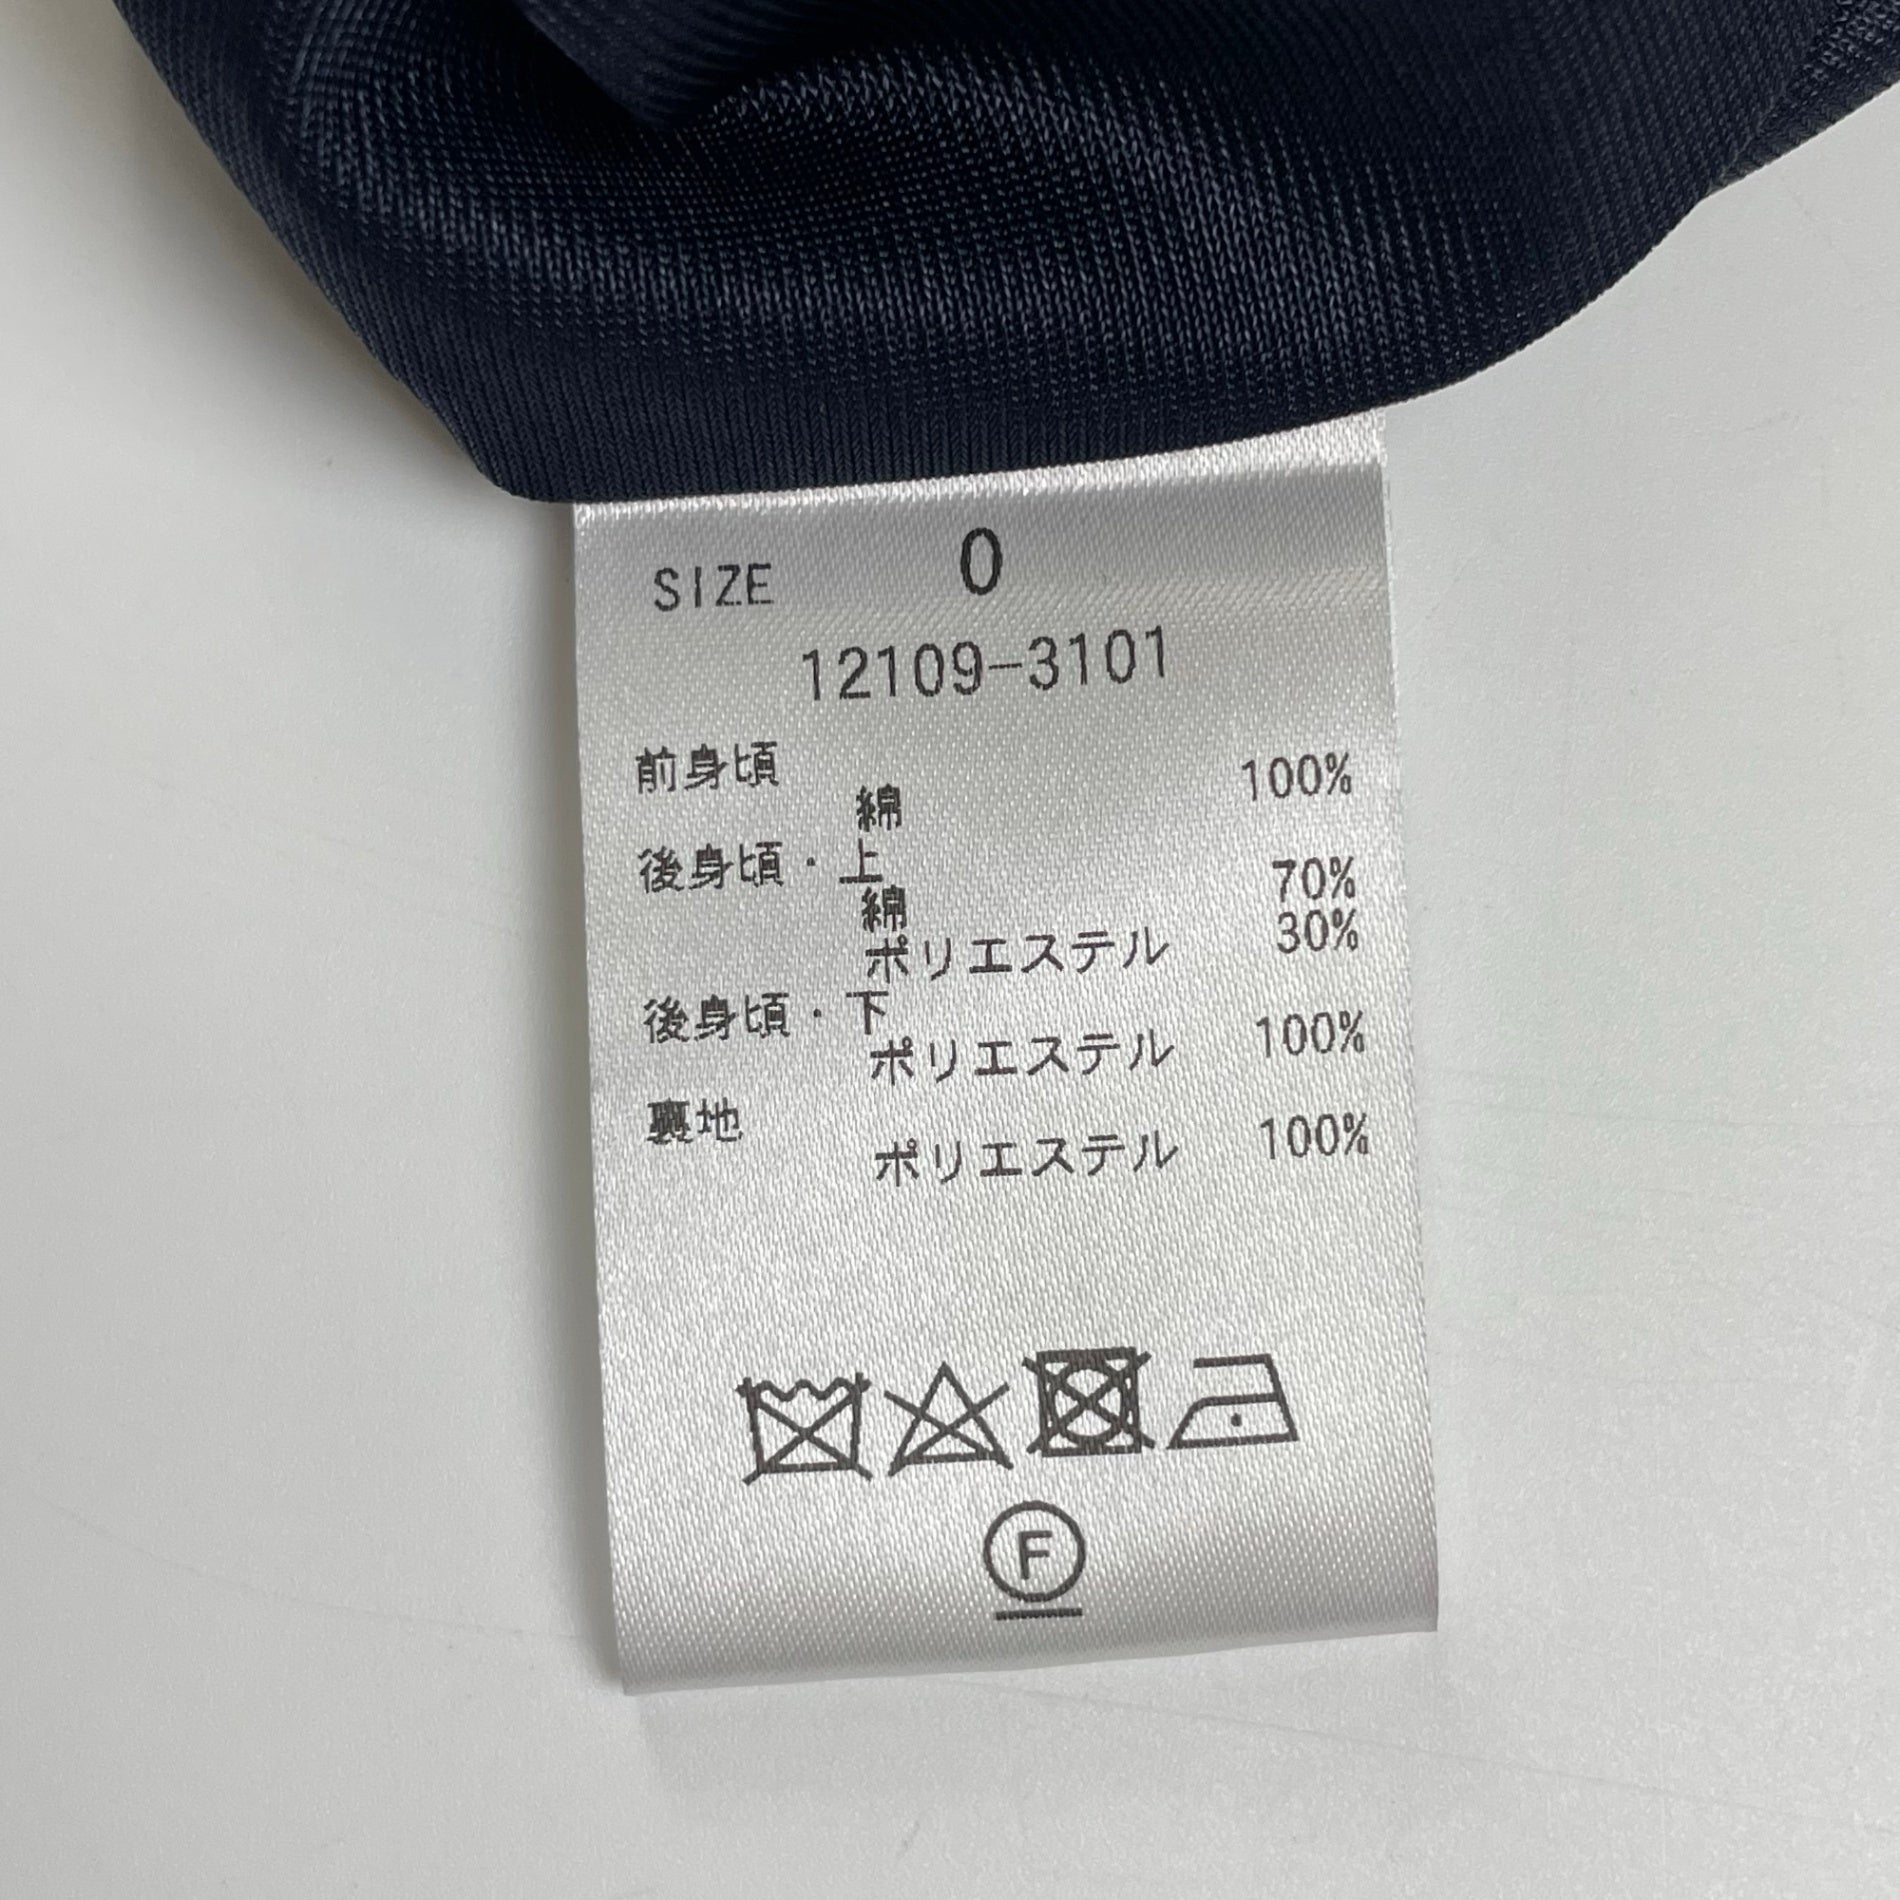 SIZE 0
12109-3101
前身頃
綿 100%
後身頃・上
綿 70%
ポリエステル 30%
後身頃・下
ポリエステル 100%
裏地
ポリエステル 100%
F